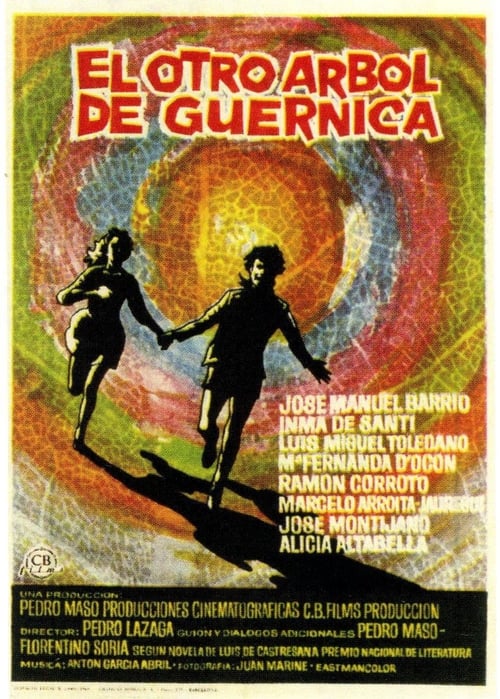 EL OTRO ARBOL
DE GUERNICA
JOSE MANUEL BARRIO
INMA DE SANTI
LUIS MIGUEL TOLEDANO
Mª FERNANDA D'OCON
RAMON CORROTO
MARCELO ARROITA-JAUREGUI
JOSE MONTIJANO
ALICIA ALTABELLA
CB
films
UNA PRODUCCION:
PEDRO MASO PRODUCCIONES CINEMATOGRAFICAS C.B. FILMS PRODUCCION
DIRECTOR: PEDRO LAZAGA GUION Y DIALOGOS ADICIONALES PEDRO MASO-
FLORENTINO SORIA SEGUN NOVELA DE LUIS DE CASTRESANA PREMIO NACIONAL DE LITERATURA
MUSICA: ANTON GARCIA ABRIL · FOTOGRAFIA: JUAN MARINE · EASTMANCOLOR